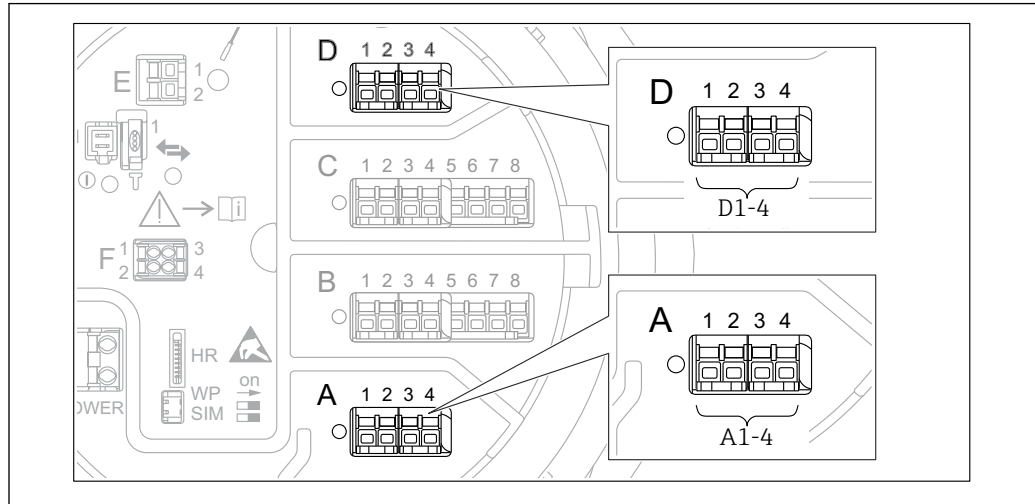 D 1 2 3 4
E 1
2
1
C 1 2 3 4 5 6 7 8
i
F 1 3
2 4
B 1 2 3 4 5 6 7 8
HR
WP
SIM
on
OWER
A 1 2 3 4
D 1 2 3 4
D1-4
A 1 2 3 4
A1-4